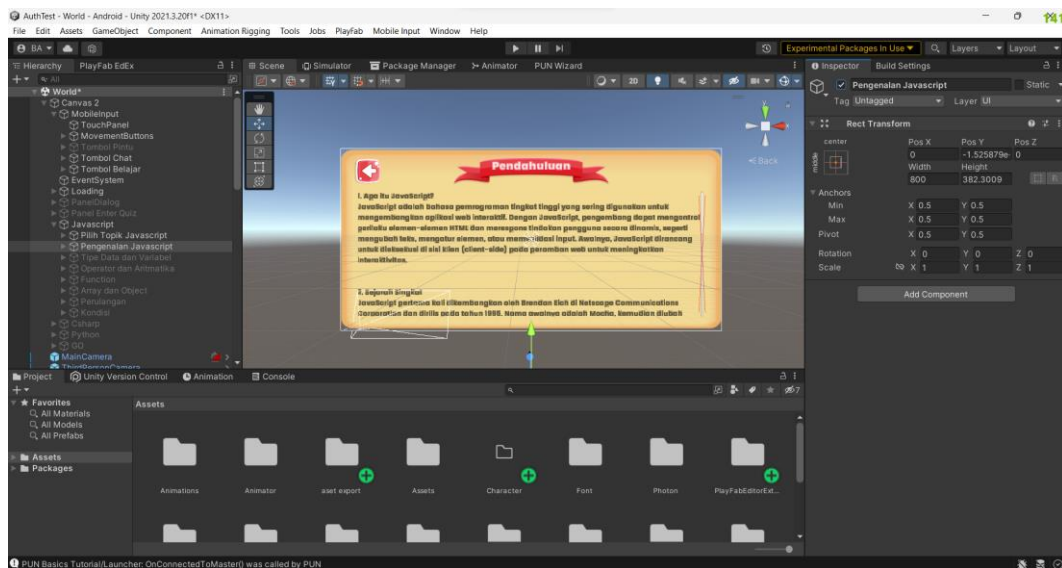 AuthTest - World - Android - Unity 2021.3.20f1* <DX11>
141
File Edit Assets GameObject Component Animation Rigging Tools Jobs PlayFab Mobile Input Window Help
BA
Experimental Packages In Use
Layers
Layout
Hierarchy
PlayFab EdEx
Scene
Simulator
Package Manager
Animation
PUN Wizard
Inspector
Build Settings
All
2D
World*
Canvas 2
MobileInput
TouchPanel
MovementButtons
Tombol Pintu
Tombol Chat
Tombol Belajar
EventSystem
Loading
PanelDialog
Panel Enter Quiz
Javascript
Pilih Topik Javascript
Pengenalan Javascript
Tipe Data dan Variabel
Operator dan Aritmatika
Function
Array dan Object
Perulangan
Kondisi
Csharp
Python
GO
MainCamera
ThirdPersonCamera
Back
Pendahuluan
1. Apa itu JavaScript?
JavaScript adalah bahasa pemrograman tingkat tinggi yang sering digunakan untuk
mengembangkan aplikasi web interaktif. Dengan JavaScript, pengembang dapat mengontrol
perilaku elemen-elemen HTML dan merespons tindakan pengguna secara dinamis, seperti
mengubah teks, mengatur elemen, atau memvalidasi input. Awalnya, JavaScript dirancang
untuk dieksekusi di sisi klien (client-side) pada peramban web untuk meningkatkan
interaktivitas.
2. Sejarah Singkat
JavaScript pertama kali dikembangkan oleh Brendan Eich di Netscape Communications
Corporation dan dirilis pada tahun 1995. Nama awalnya adalah Mocha, kemudian diubah
Pengenalan Javascript
Static
Tag Untagged
Layer UI
Rect Transform
center
middle
Pos X Pos Y Pos Z
0 -1.525879e- 0
Width Height
800 382.3009
R
Anchors
Min X 0.5 Y 0.5
Max X 0.5 Y 0.5
Pivot X 0.5 Y 0.5
Rotation X 0 Y 0 Z 0
Scale X 1 Y 1 Z 1
Add Component
Project
Unity Version Control
Animation
Console
Favorites
All Materials
All Models
All Prefabs
Assets
Packages
Assets
Animations
Animator
aset export
Assets
Character
Font
Photon
PlayFabEditorExt...
PUN Basics Tutorial/Launcher: OnConnectedToMaster() was called by PUN